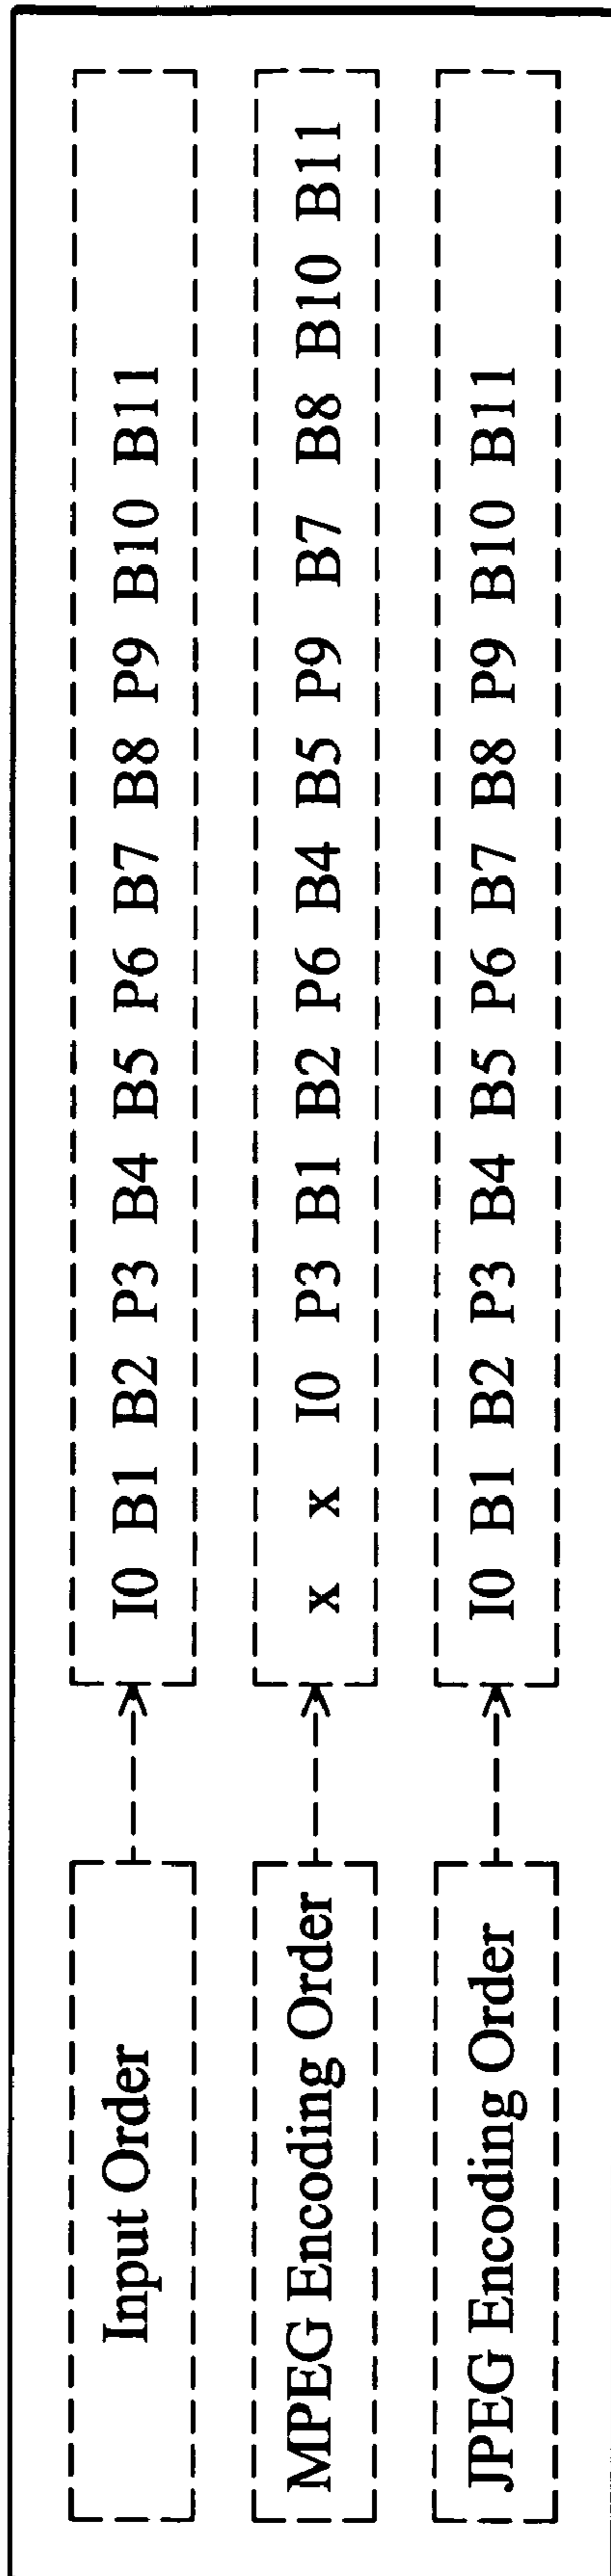 Input Order
I0 B1 B2 P3 B4 B5 P6 B7 B8 P9 B10 B11
MPEG Encoding Order
x x I0 P3 B1 B2 P6 B4 B5 P9 B7 B8 B10 B11
JPEG Encoding Order
I0 B1 B2 P3 B4 B5 P6 B7 B8 P9 B10 B11